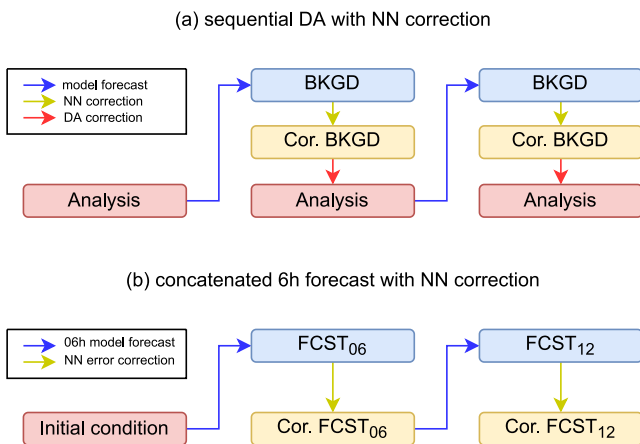 (a) sequential DA with NN correction
model forecast
NN correction
DA correction
BKGD
BKGD
Cor. BKGD
Cor. BKGD
Analysis
Analysis
Analysis
(b) concatenated 6h forecast with NN correction
06h model forecast
NN error correction
FCST06
FCST12
Initial condition
Cor. FCST06
Cor. FCST12